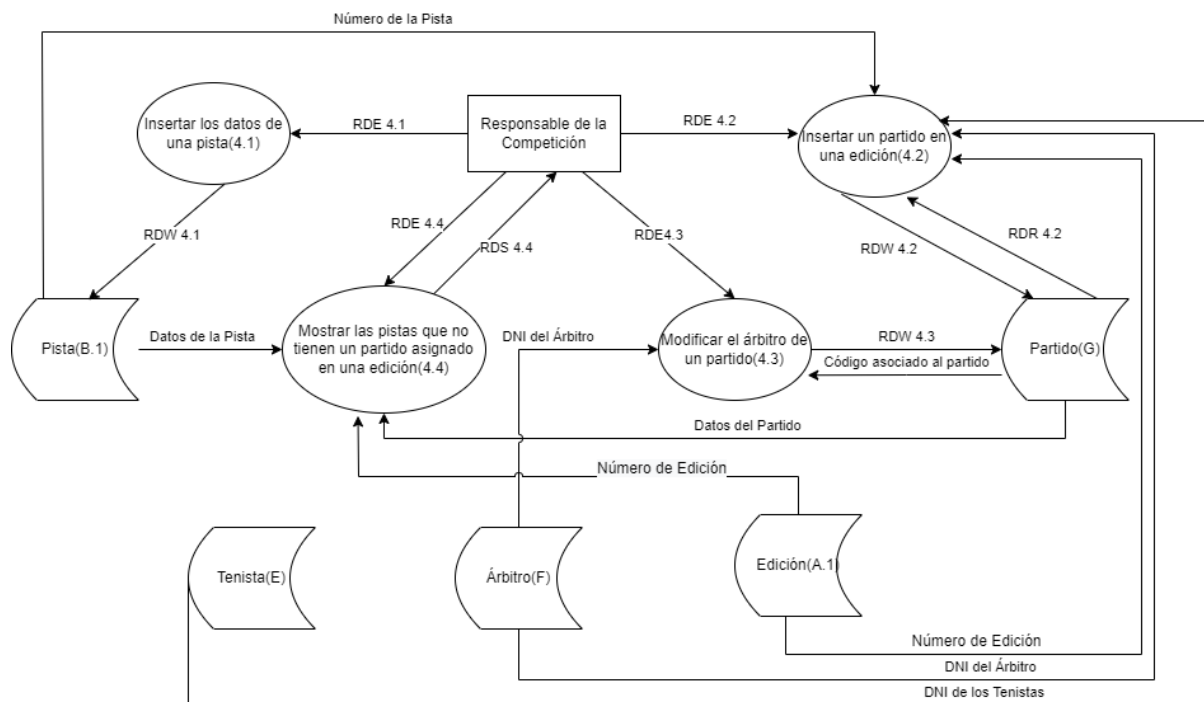 Número de la Pista
Insertar los datos de
una pista(4.1)
RDE 4.1
Responsable de la
Competición
RDE 4.2
Insertar un partido en
una edición(4.2)
RDW 4.1
RDE 4.4
RDS 4.4
RDE4.3
RDW 4.2
RDR 4.2
Pista(B.1)
Datos de la Pista
Mostrar las pistas que no
tienen un partido asignado
en una edición(4.4)
DNI del Árbitro
Modificar el árbitro de
un partido(4.3)
RDW 4.3
Código asociado al partido
Partido(G)
Datos del Partido
Número de Edición
Tenista(E)
Árbitro(F)
Edición(A.1)
Número de Edición
DNI del Árbitro
DNI de los Tenistas